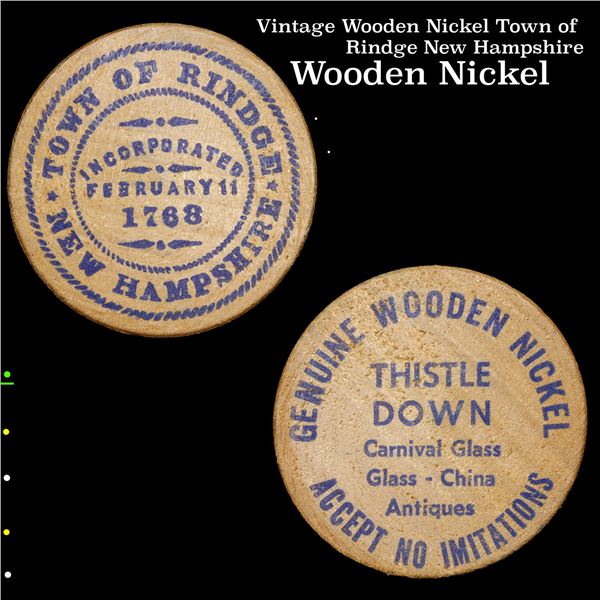 Vintage Wooden Nickel Town of
Rindge New Hampshire
Wooden Nickel
TOWN OF RINDGE
INCORPORATED
FEBRUARY 11
1768
NEW HAMPSHIRE
GENUINE WOODEN NICKEL
THISTLE
DOWN
Carnival Glass
Glass - China
Antiques
ACCEPT NO IMITATIONS